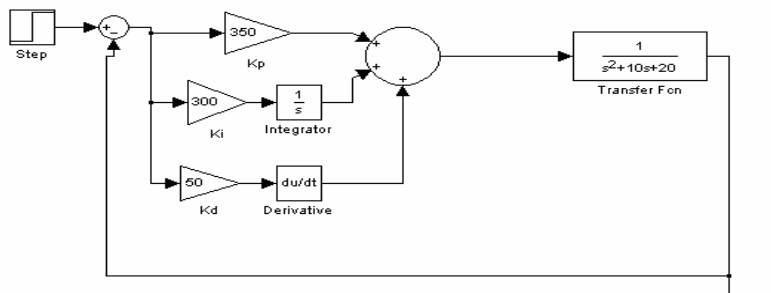 Step
+
−
350
Kp
300
Ki
1
s
Integrator
50
Kd
du/dt
Derivative
+
+
+
1
s²+10s+20
Transfer Fcn